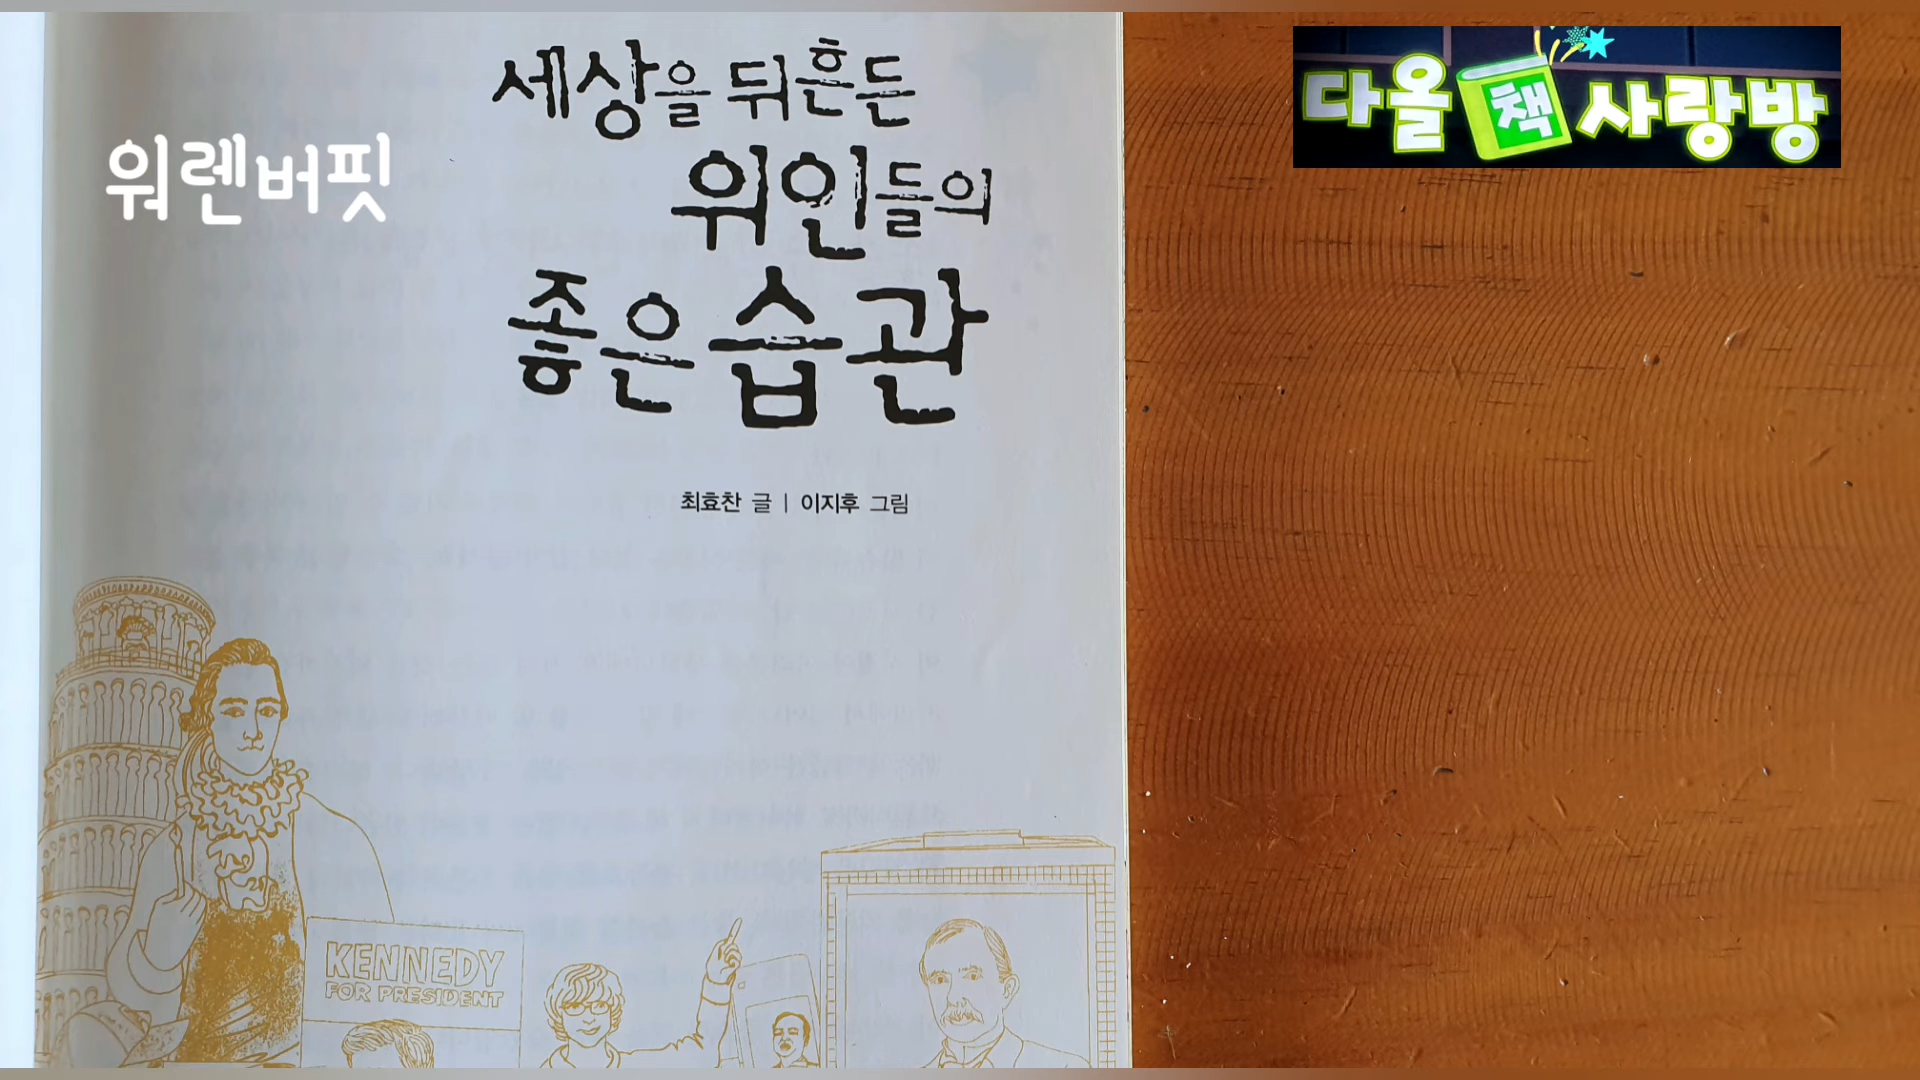 세상을 뒤흔든
위인들의
좋은 습관
워렌버핏
다올 책 사랑방
최효찬 글 | 이지후 그림
KENNEDY
FOR PRESIDENT